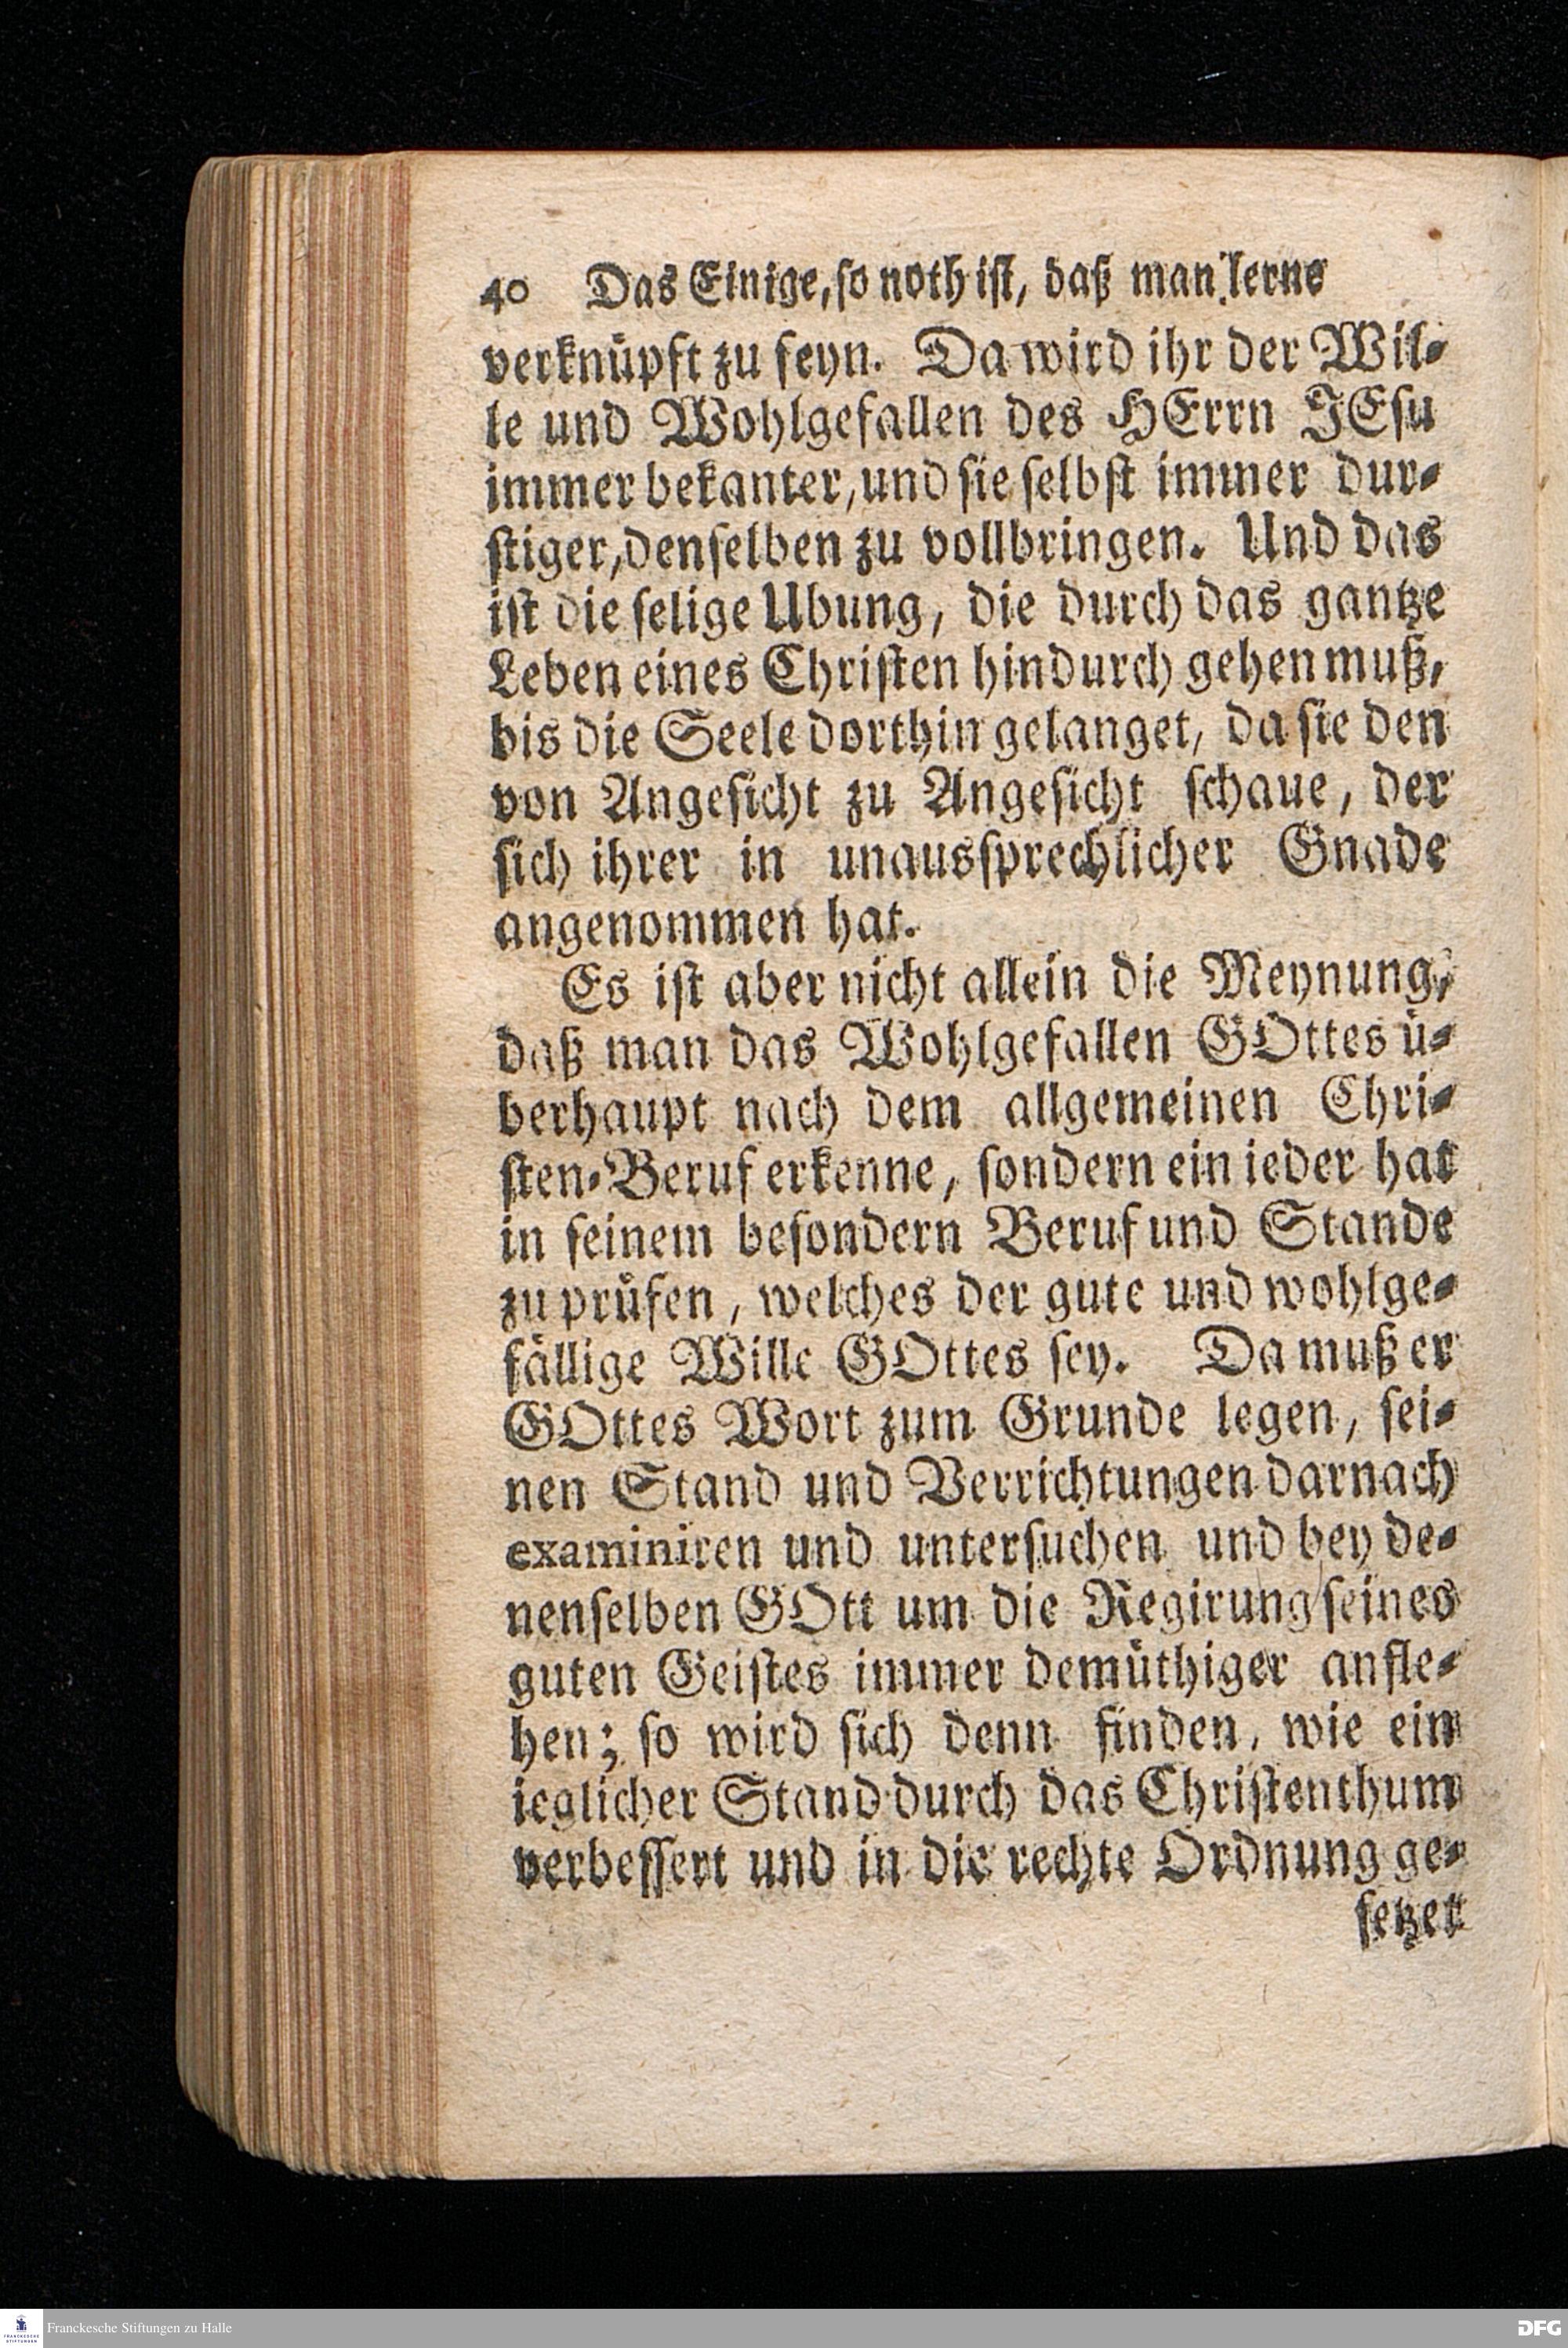 40 Das Einige, so noth ist, daß man lerne
verknüpft zu seyn. Da wird ihr der Wil-
le und Wohlgefallen des HErrn JEsu
immer bekanter, und sie selbst immer dur-
stiger, denselben zu vollbringen. Und das
ist die selige Ubung, die durch das gantze
Leben eines Christen hindurch gehen muß,
bis die Seele dorthin gelanget, da sie den
von Angesicht zu Angesicht schaue, der
sich ihrer in unaussprechlicher Gnade
angenommen hat.
Es ist aber nicht allein die Meynung,
daß man das Wohlgefallen GOttes ü-
berhaupt nach dem allgemeinen Chri-
sten-Beruf erkenne, sondern ein ieder hat
in seinem besondern Beruf und Stande
zu prüfen, welches der gute und wohlge-
fällige Wille GOttes sey. Da muß er
GOttes Wort zum Grunde legen, sei-
nen Stand und Verrichtungen darnach
examiniren und untersuchen und bey de-
nenselben GOtt um die Regirung seines
guten Geistes immer demüthiger anfle-
hen; so wird sich denn finden, wie ein
ieglicher Stand durch das Christenthum
verbessert und in die rechte Ordnung ge-
setzet
Franckesche Stiftungen zu Halle
DFG